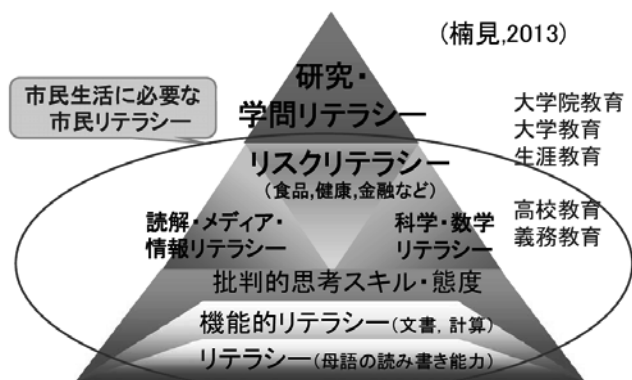 (楠見,2013)
研究・
学問リテラシー
市民生活に必要な
市民リテラシー
大学院教育
大学教育
生涯教育
リスクリテラシー
(食品,健康,金融など)
読解・メディア・
情報リテラシー
科学・数学
リテラシー
高校教育
義務教育
批判的思考スキル・態度
機能的リテラシー(文書, 計算)
リテラシー(母語の読み書き能力)